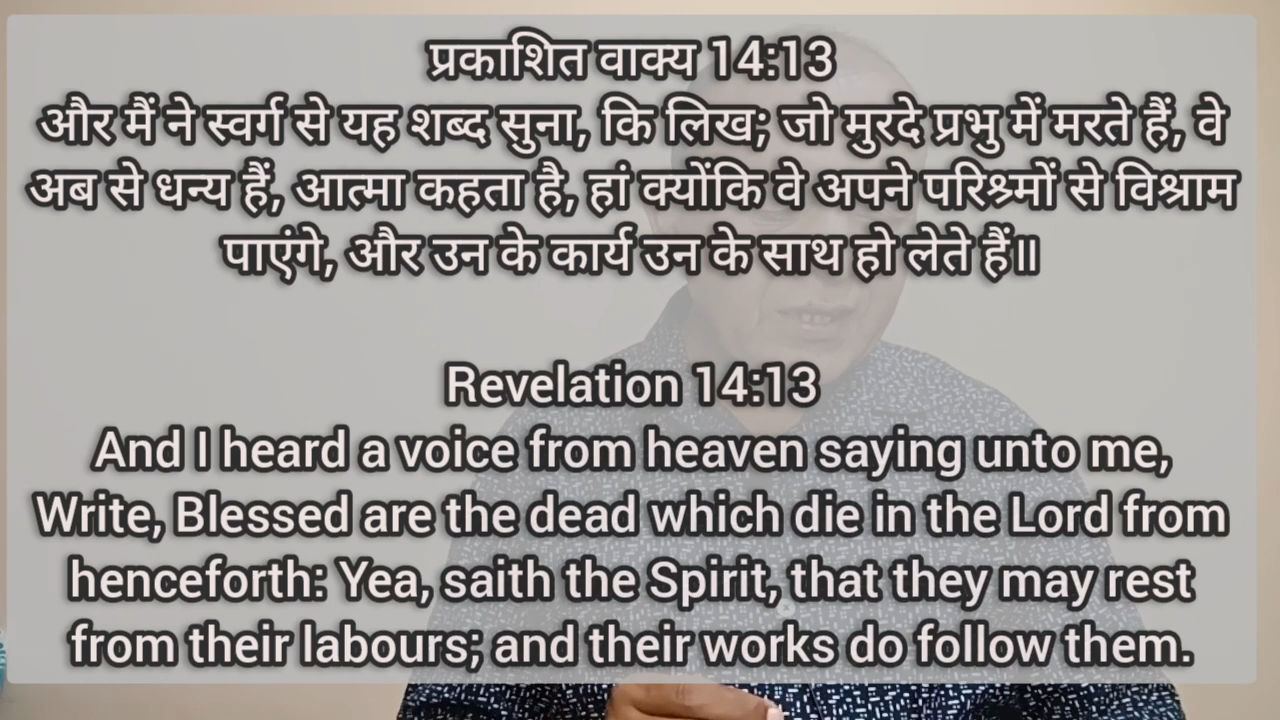 प्रकाशित वाक्य 14:13
और मैं ने स्वर्ग से यह शब्द सुना, कि लिख; जो मुरदे प्रभु में मरते हैं, वे
अब से धन्य हैं, आत्मा कहता है, हां क्योंकि वे अपने परिश्र्मों से विश्राम
पाएंगे, और उन के कार्य उन के साथ हो लेते हैं॥
Revelation 14:13
And I heard a voice from heaven saying unto me,
Write, Blessed are the dead which die in the Lord from
henceforth: Yea, saith the Spirit, that they may rest
from their labours; and their works do follow them.